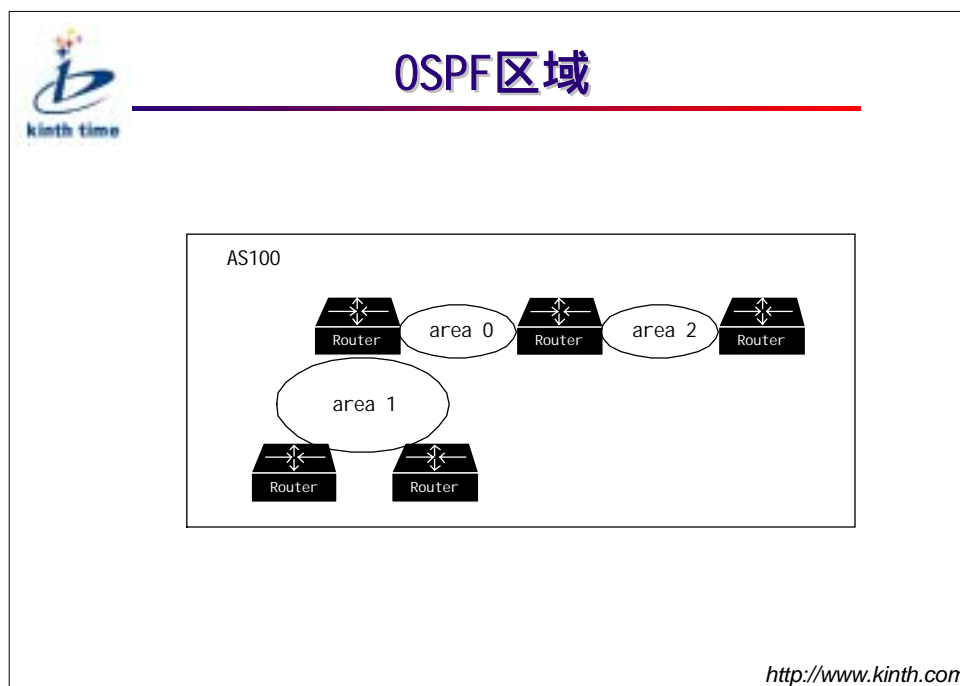 OSPF区域
kinth time
AS100
Router
area 0
Router
area 2
Router
area 1
Router
Router
http://www.kinth.com